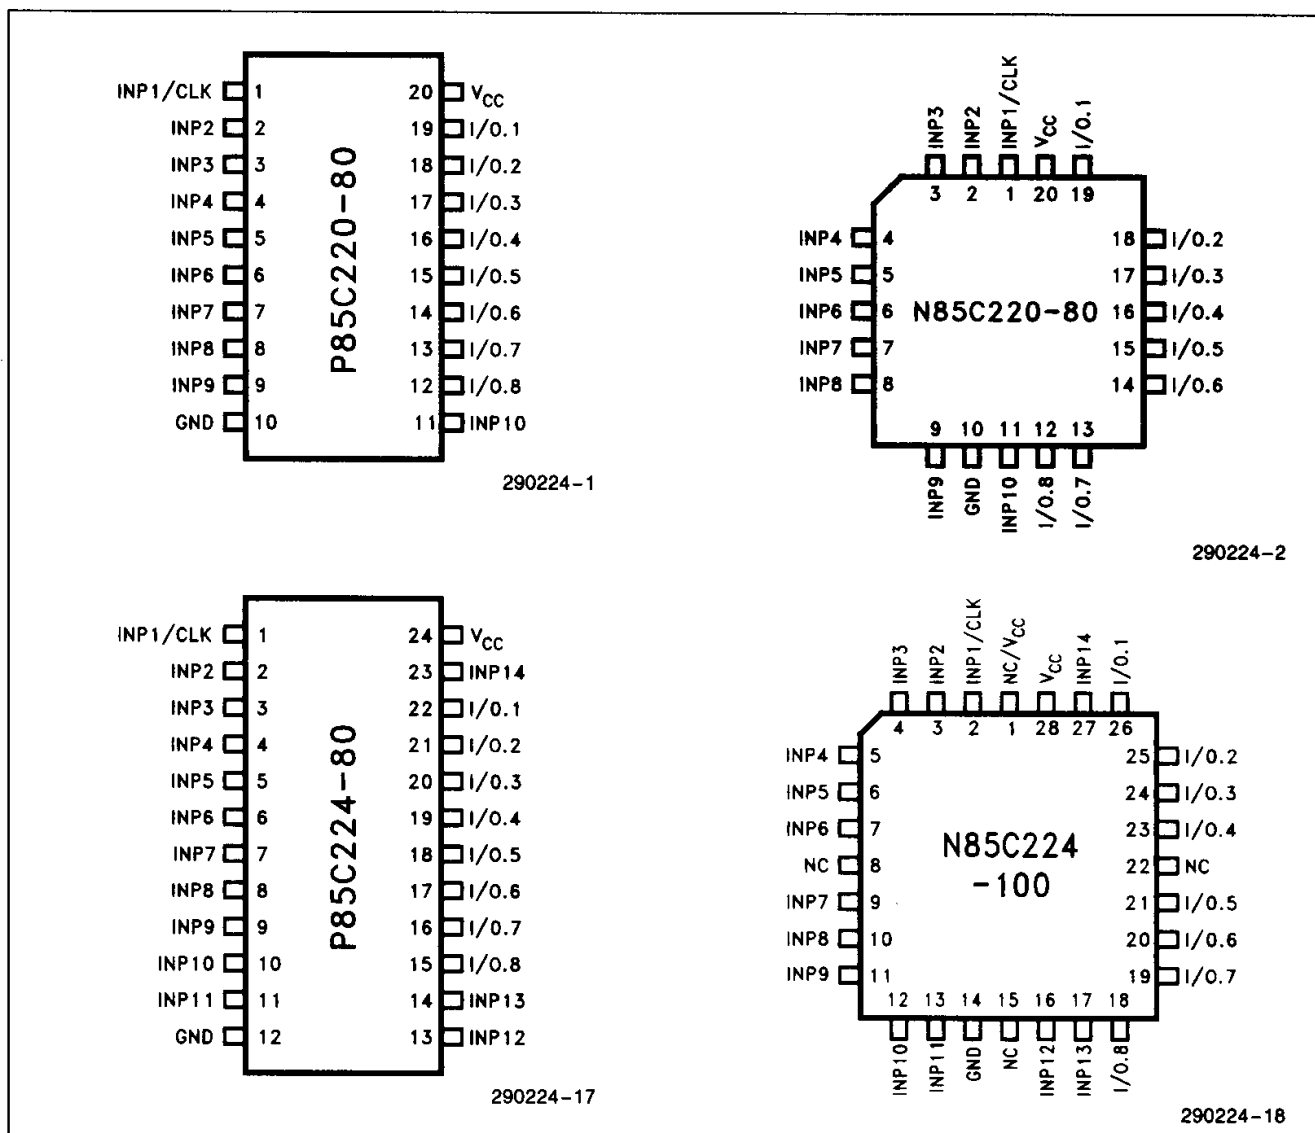 INP1/CLK 1 20 VCC
INP2 2 19 I/O.1
INP3 3 18 I/O.2
INP4 4 17 I/O.3
INP5 5 16 I/O.4
INP6 6 15 I/O.5
INP7 7 14 I/O.6
INP8 8 13 I/O.7
INP9 9 12 I/O.8
GND 10 11 INP10
P85C220-80
290224-1
INP3 INP2 INP1/CLK VCC I/O.1
3 2 1 20 19
INP4 4 18 I/O.2
INP5 5 17 I/O.3
INP6 6 N85C220-80 16 I/O.4
INP7 7 15 I/O.5
INP8 8 14 I/O.6
9 10 11 12 13
INP9 GND INP10 I/O.8 I/O.7
290224-2
INP1/CLK 1 24 VCC
INP2 2 23 INP14
INP3 3 22 I/O.1
INP4 4 21 I/O.2
INP5 5 20 I/O.3
INP6 6 19 I/O.4
INP7 7 18 I/O.5
INP8 8 17 I/O.6
INP9 9 16 I/O.7
INP10 10 15 I/O.8
INP11 11 14 INP13
GND 12 13 INP12
P85C224-80
290224-17
INP3 INP2 INP1/CLK NC/VCC VCC INP14 I/O.1
4 3 2 1 28 27 26
INP4 5 25 I/O.2
INP5 6 24 I/O.3
INP6 7 23 I/O.4
NC 8 22 NC
INP7 9 21 I/O.5
INP8 10 20 I/O.6
INP9 11 19 I/O.7
N85C224
-100
12 13 14 15 16 17 18
INP10 INP11 GND NC INP12 INP13 I/O.8
290224-18